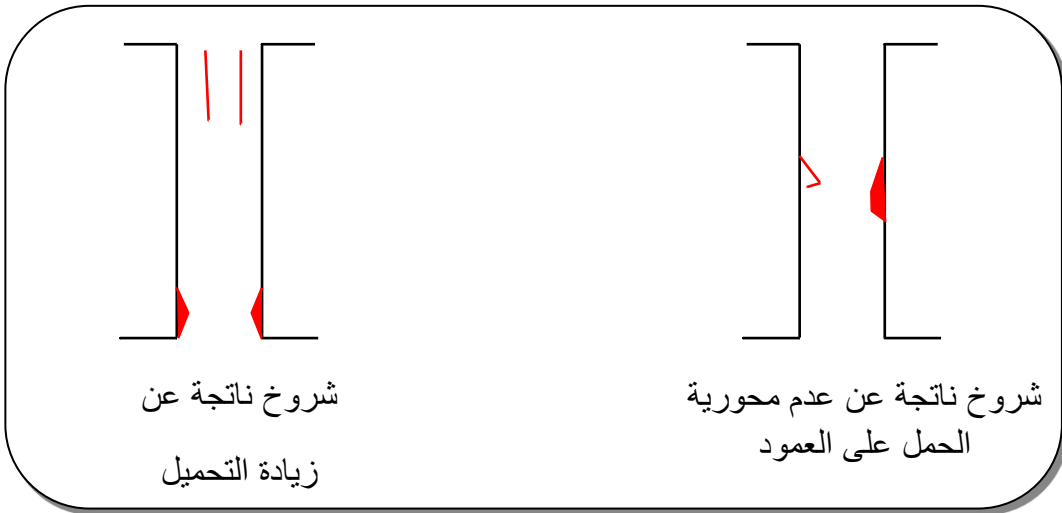 شروخ ناتجة عن عدم محورية
الحمل على العمود
شروخ ناتجة عن
زيادة التحميل